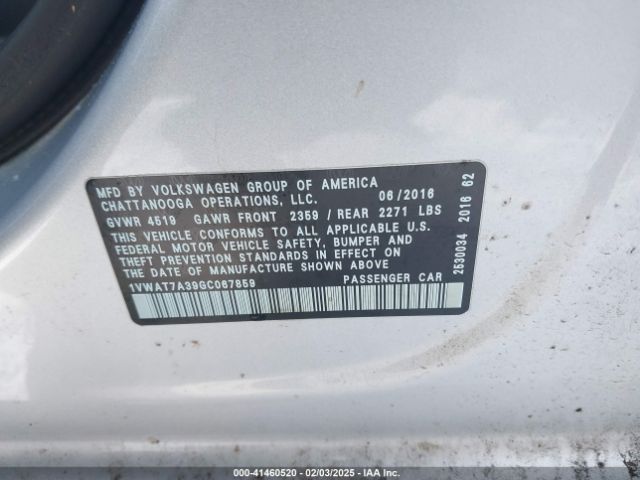 MFD BY VOLKSWAGEN GROUP OF AMERICA
CHATTANOOGA OPERATIONS, LLC. 06/2016
GVWR 4519 GAWR FRONT 2359 / REAR 2271 LBS
THIS VEHICLE CONFORMS TO ALL APPLICABLE U.S.
FEDERAL MOTOR VEHICLE SAFETY, BUMPER AND
THEFT PREVENTION STANDARDS IN EFFECT ON
THE DATE OF MANUFACTURE SHOWN ABOVE
1VWAT7A39GC067859 PASSENGER CAR
2530034 2016 62
000-41460520 | 02/03/2025 | IAAI.COM